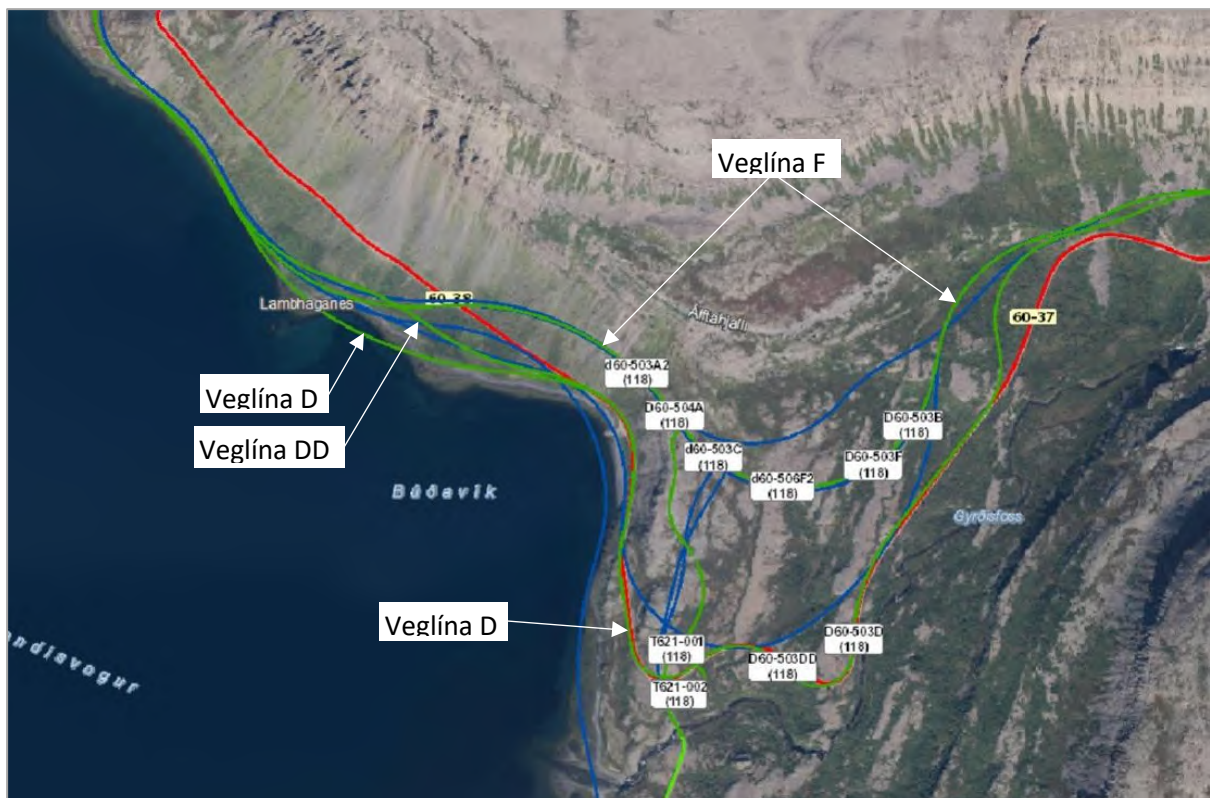 Veglína F
Lambhaganes
60-38
60-37
d60-503A2
(118)
Veglína D
D60-504A
(118)
D60-503B
(118)
Veglína DD
d60-503C
(118)
D60-503F
(118)
d60-506F2
(118)
Búðavík
Gyrðisfoss
Veglína D
T621-001
(118)
D60-503DD
(118)
D60-503D
(118)
T621-002
(118)